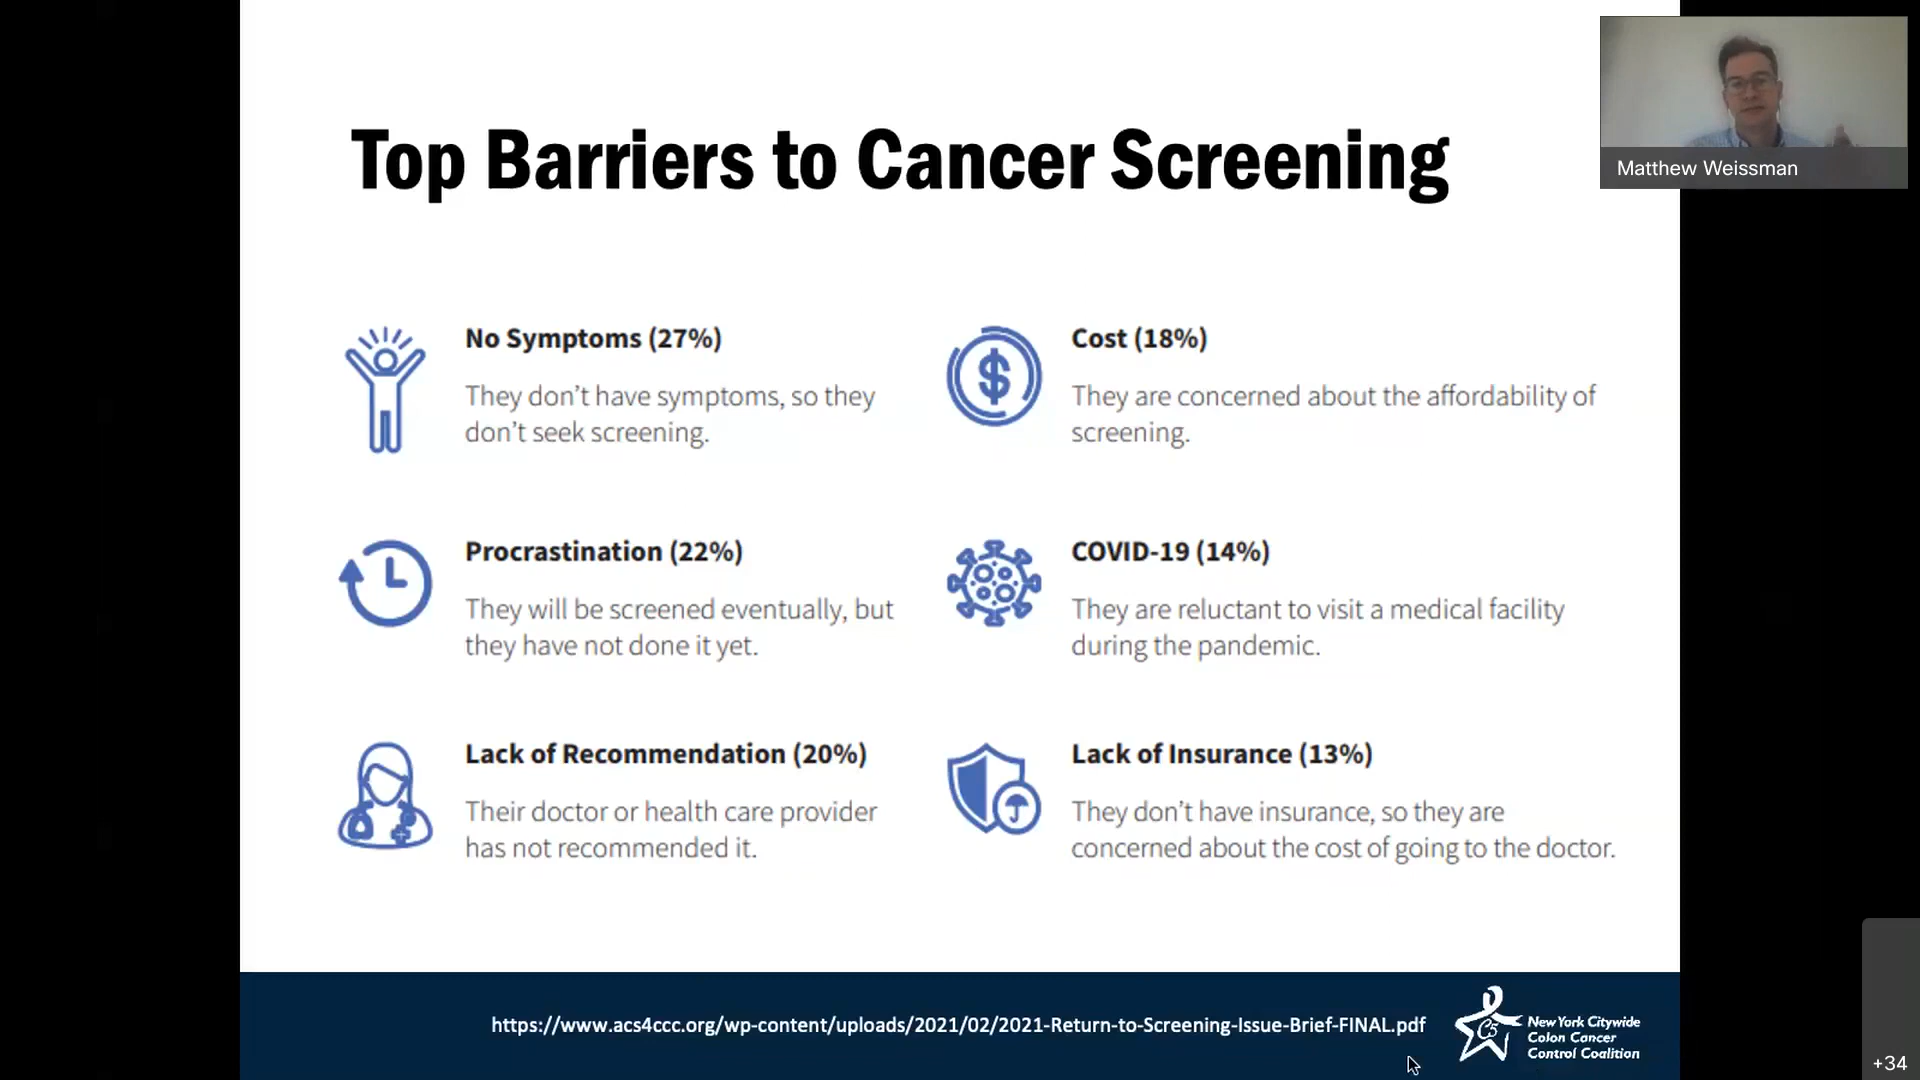 Top Barriers to Cancer Screening
Matthew Weissman
No Symptoms (27%)
They don’t have symptoms, so they
don’t seek screening.
Cost (18%)
They are concerned about the affordability of
screening.
Procrastination (22%)
They will be screened eventually, but
they have not done it yet.
COVID-19 (14%)
They are reluctant to visit a medical facility
during the pandemic.
Lack of Recommendation (20%)
Their doctor or health care provider
has not recommended it.
Lack of Insurance (13%)
They don’t have insurance, so they are
concerned about the cost of going to the doctor.
https://www.acs4ccc.org/wp-content/uploads/2021/02/2021-Return-to-Screening-Issue-Brief-FINAL.pdf
C5
New York Citywide
Colon Cancer
Control Coalition
+34